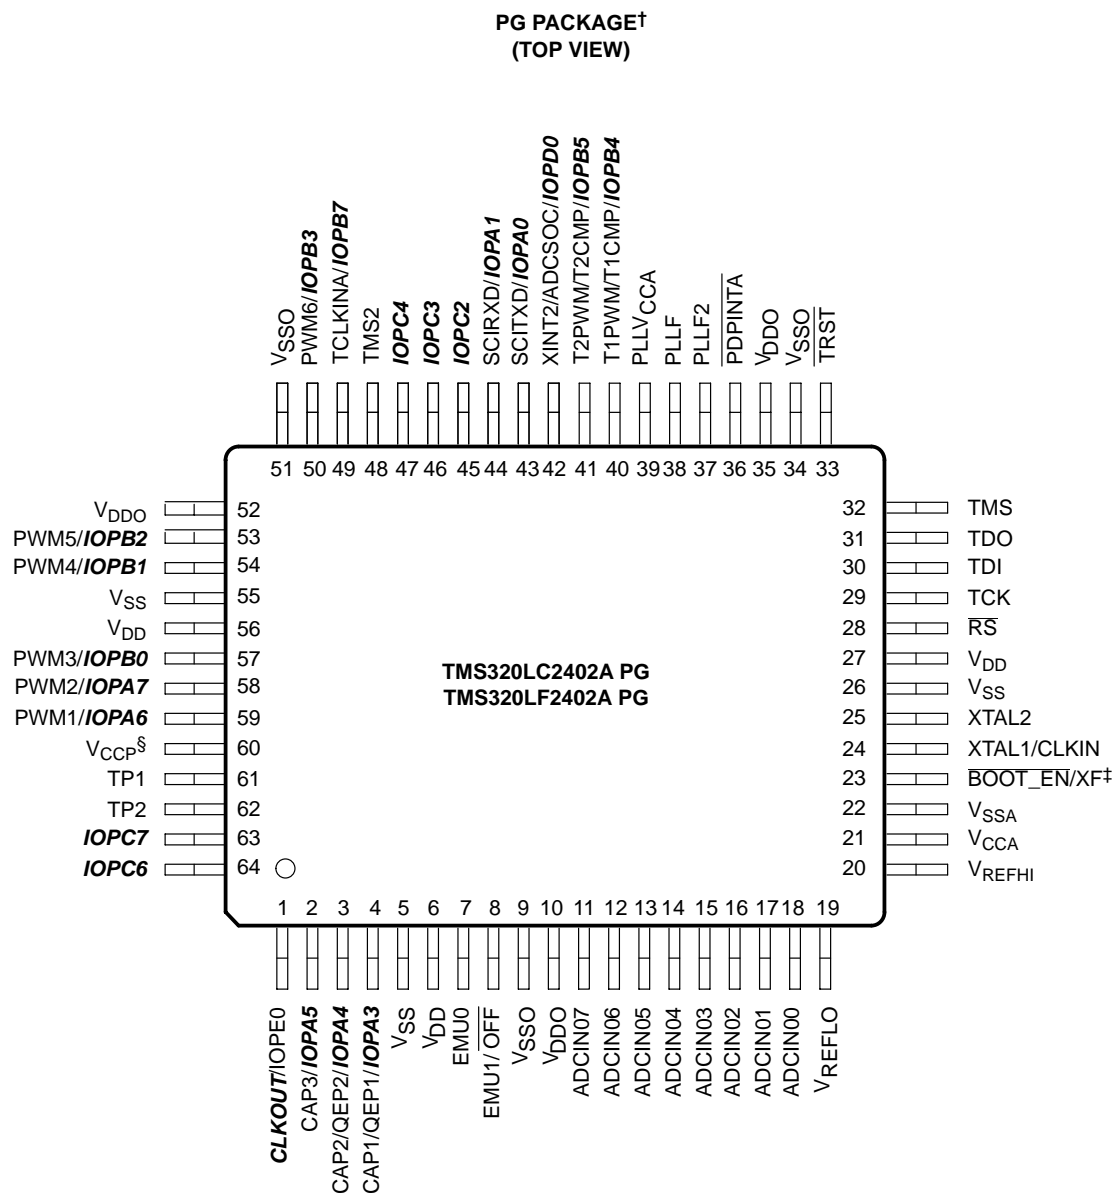 PG PACKAGE†
(TOP VIEW)
VSSO
PWM6/IOPB3
TCLKINA/IOPB7
TMS2
IOPC4
IOPC3
IOPC2
SCIRXD/IOPA1
SCITXD/IOPA0
XINT2/ADCSOC/IOPD0
T2PWM/T2CMP/IOPB5
T1PWM/T1CMP/IOPB4
PLLVCCA
PLLF
PLLF2
PDPINTA
VDDO
VSSO
TRST
51 50 49 48 47 46 45 44 43 42 41 40 39 38 37 36 35 34 33
VDDO 52
PWM5/IOPB2 53
PWM4/IOPB1 54
VSS 55
VDD 56
PWM3/IOPB0 57
PWM2/IOPA7 58
PWM1/IOPA6 59
VCCP§ 60
TP1 61
TP2 62
IOPC7 63
IOPC6 64
TMS320LC2402A PG
TMS320LF2402A PG
32 TMS
31 TDO
30 TDI
29 TCK
28 RS
27 VDD
26 VSS
25 XTAL2
24 XTAL1/CLKIN
23 BOOT_EN/XF‡
22 VSSA
21 VCCA
20 VREFHI
1 2 3 4 5 6 7 8 9 10 11 12 13 14 15 16 17 18 19
CLKOUT/IOPE0
CAP3/IOPA5
CAP2/QEP2/IOPA4
CAP1/QEP1/IOPA3
VSS
VDD
EMU0
EMU1/ OFF
VSSO
VDDO
ADCIN07
ADCIN06
ADCIN05
ADCIN04
ADCIN03
ADCIN02
ADCIN01
ADCIN00
VREFLO